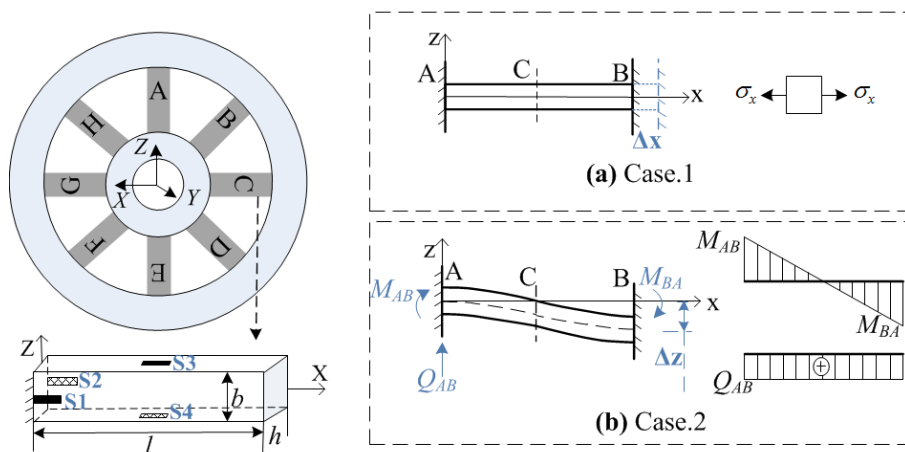 A
B
C
D
E
F
G
H
Z
X
Y
Z
S3
X
S2
S1
b
S4
l
h
z
A
C
B
x
Δx
σx
σx
(a) Case.1
z
A
C
B
MAB
MBA
x
Δz
QAB
MAB
MBA
QAB
+
(b) Case.2